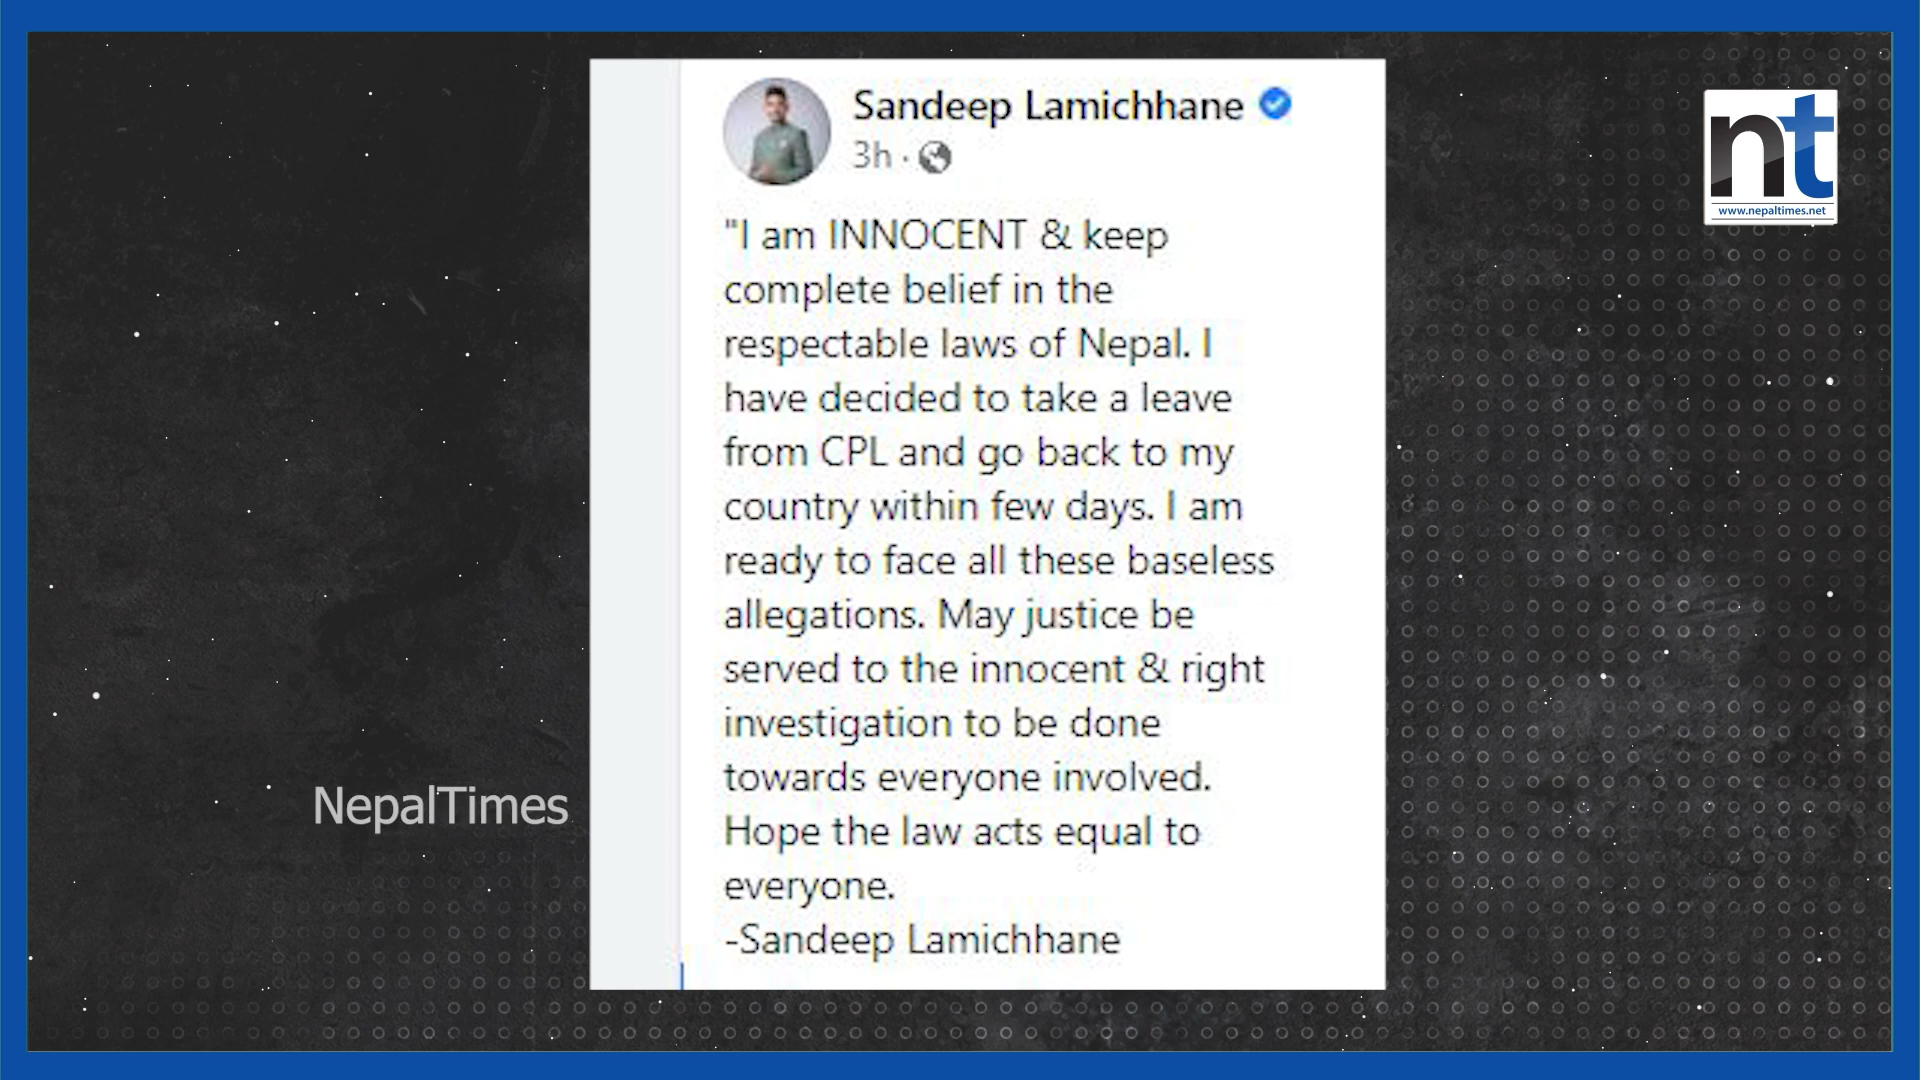 Sandeep Lamichhane
3h ·
"I am INNOCENT & keep
complete belief in the
respectable laws of Nepal. I
have decided to take a leave
from CPL and go back to my
country within few days. I am
ready to face all these baseless
allegations. May justice be
served to the innocent & right
investigation to be done
towards everyone involved.
Hope the law acts equal to
everyone.
-Sandeep Lamichhane
nt
www.nepaltimes.net
NepalTimes